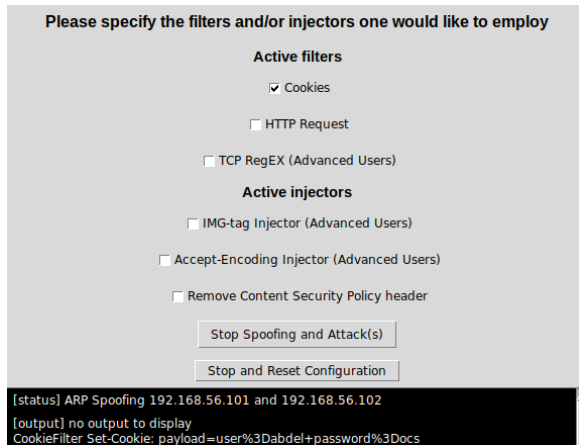 Please specify the filters and/or injectors one would like to employ
Active filters
Cookies
HTTP Request
TCP RegEX (Advanced Users)
Active injectors
IMG-tag Injector (Advanced Users)
Accept-Encoding Injector (Advanced Users)
Remove Content Security Policy header
Stop Spoofing and Attack(s)
Stop and Reset Configuration
[status] ARP Spoofing 192.168.56.101 and 192.168.56.102
[output] no output to display
CookieFilter Set-Cookie: payload=user%3Dabdel+password%3Docs